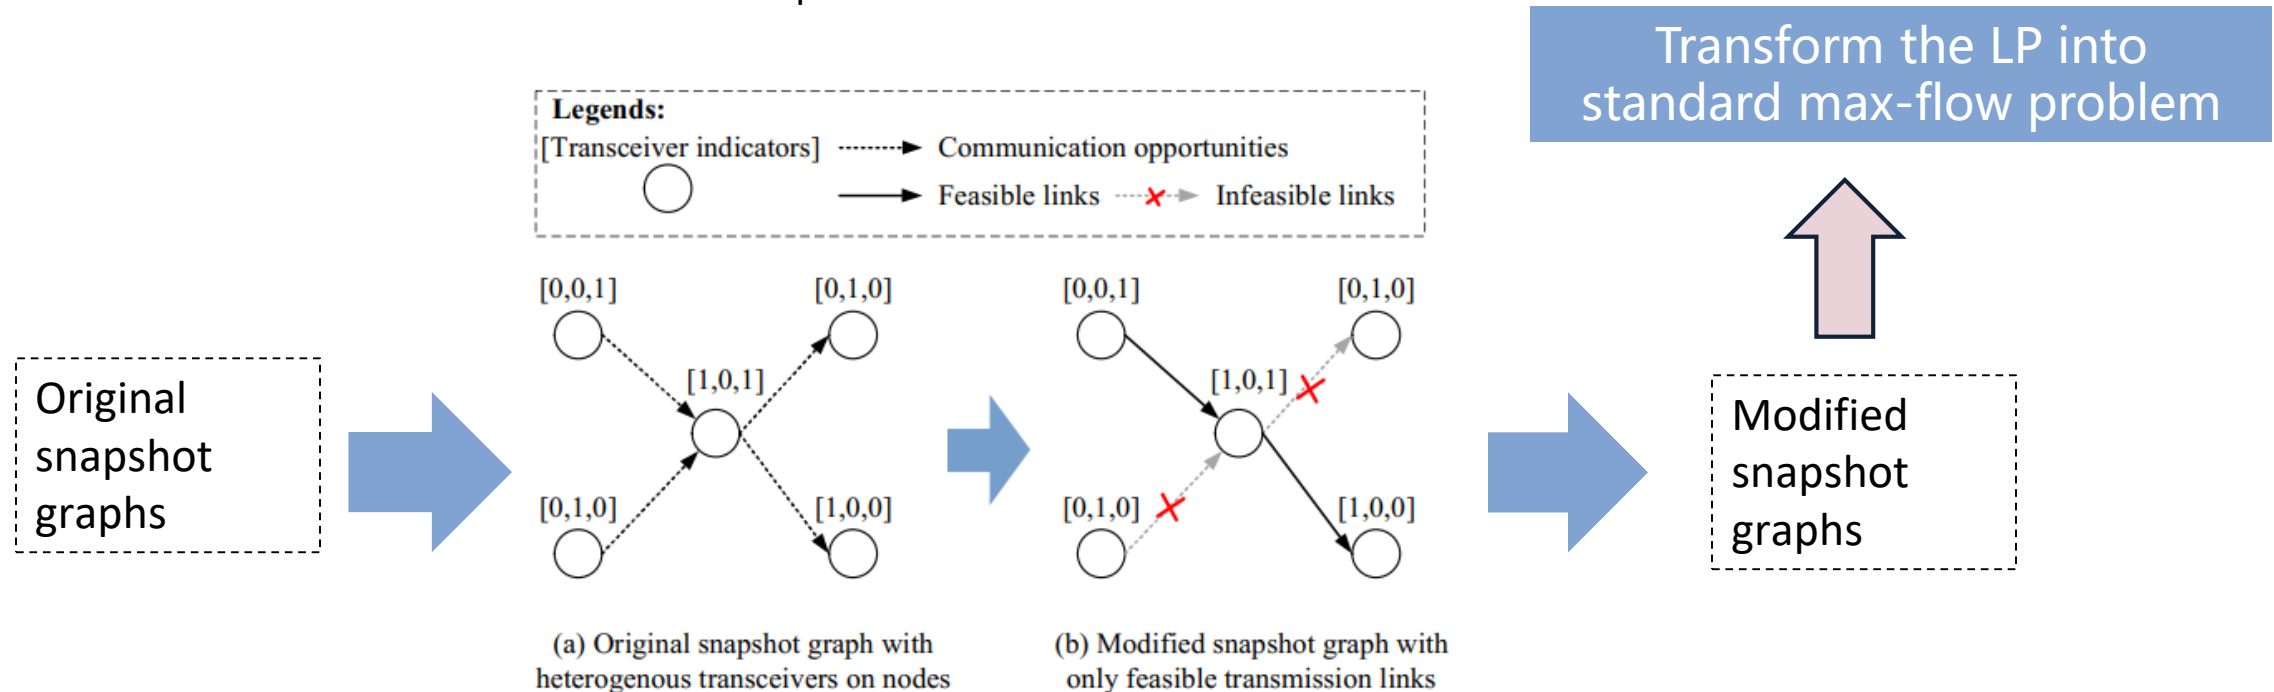 Transform the LP into
standard max-flow problem
Legends:
[Transceiver indicators]
Communication opportunities
Feasible links
Infeasible links
[0,0,1]
[0,1,0]
[1,0,1]
[0,1,0]
[1,0,0]
(a) Original snapshot graph with
heterogenous transceivers on nodes
[0,0,1]
[0,1,0]
[1,0,1]
[0,1,0]
[1,0,0]
(b) Modified snapshot graph with
only feasible transmission links
Original
snapshot
graphs
Modified
snapshot
graphs